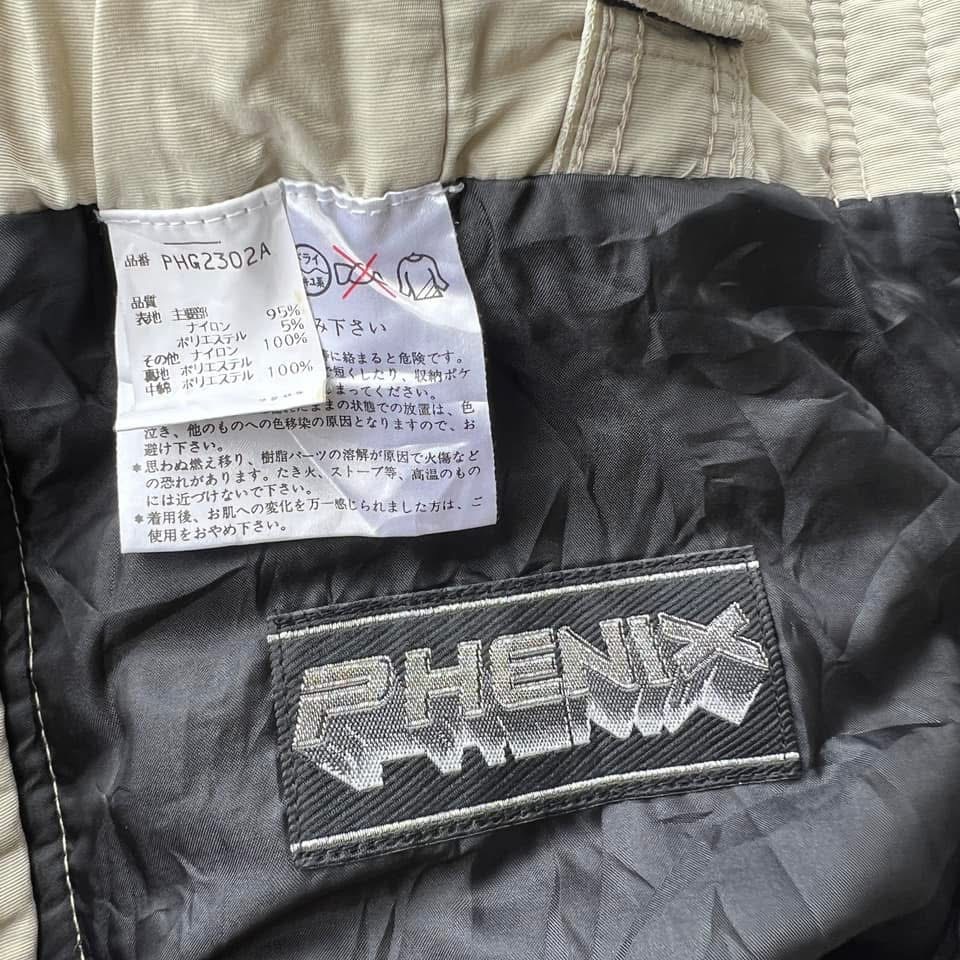 品番 PHG2302A
品質
表地 主要部
ナイロン 95%
ポリエステル 5%
その他 ナイロン 100%
裏地 ポリエステル
中綿 ポリエステル 100%
ドライ
み下さい
に絡まると危険です。
短くしたり、収納ポケ
まってください。
ままの状態での放置は、色
泣き、他のものへの色移染の原因となりますので、お
避け下さい。
*思わぬ燃え移り、樹脂パーツの溶解が原因で火傷など
の恐れがあります。たき火、ストーブ等、高温のもの
には近づけないで下さい。
*着用後、お肌への変化を万一感じられました方は、ご
使用をおやめ下さい。
PHENIX